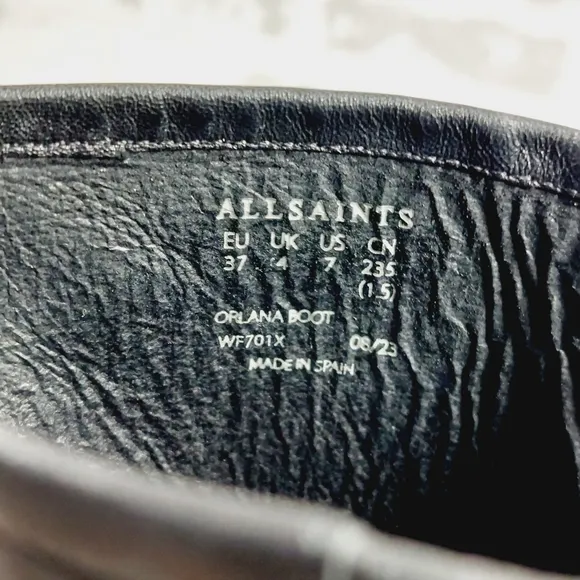 ALLSAINTS
EU UK US CN
37 4 7 235
(1.5)
ORLANA BOOT
WF701X 08/23
MADE IN SPAIN